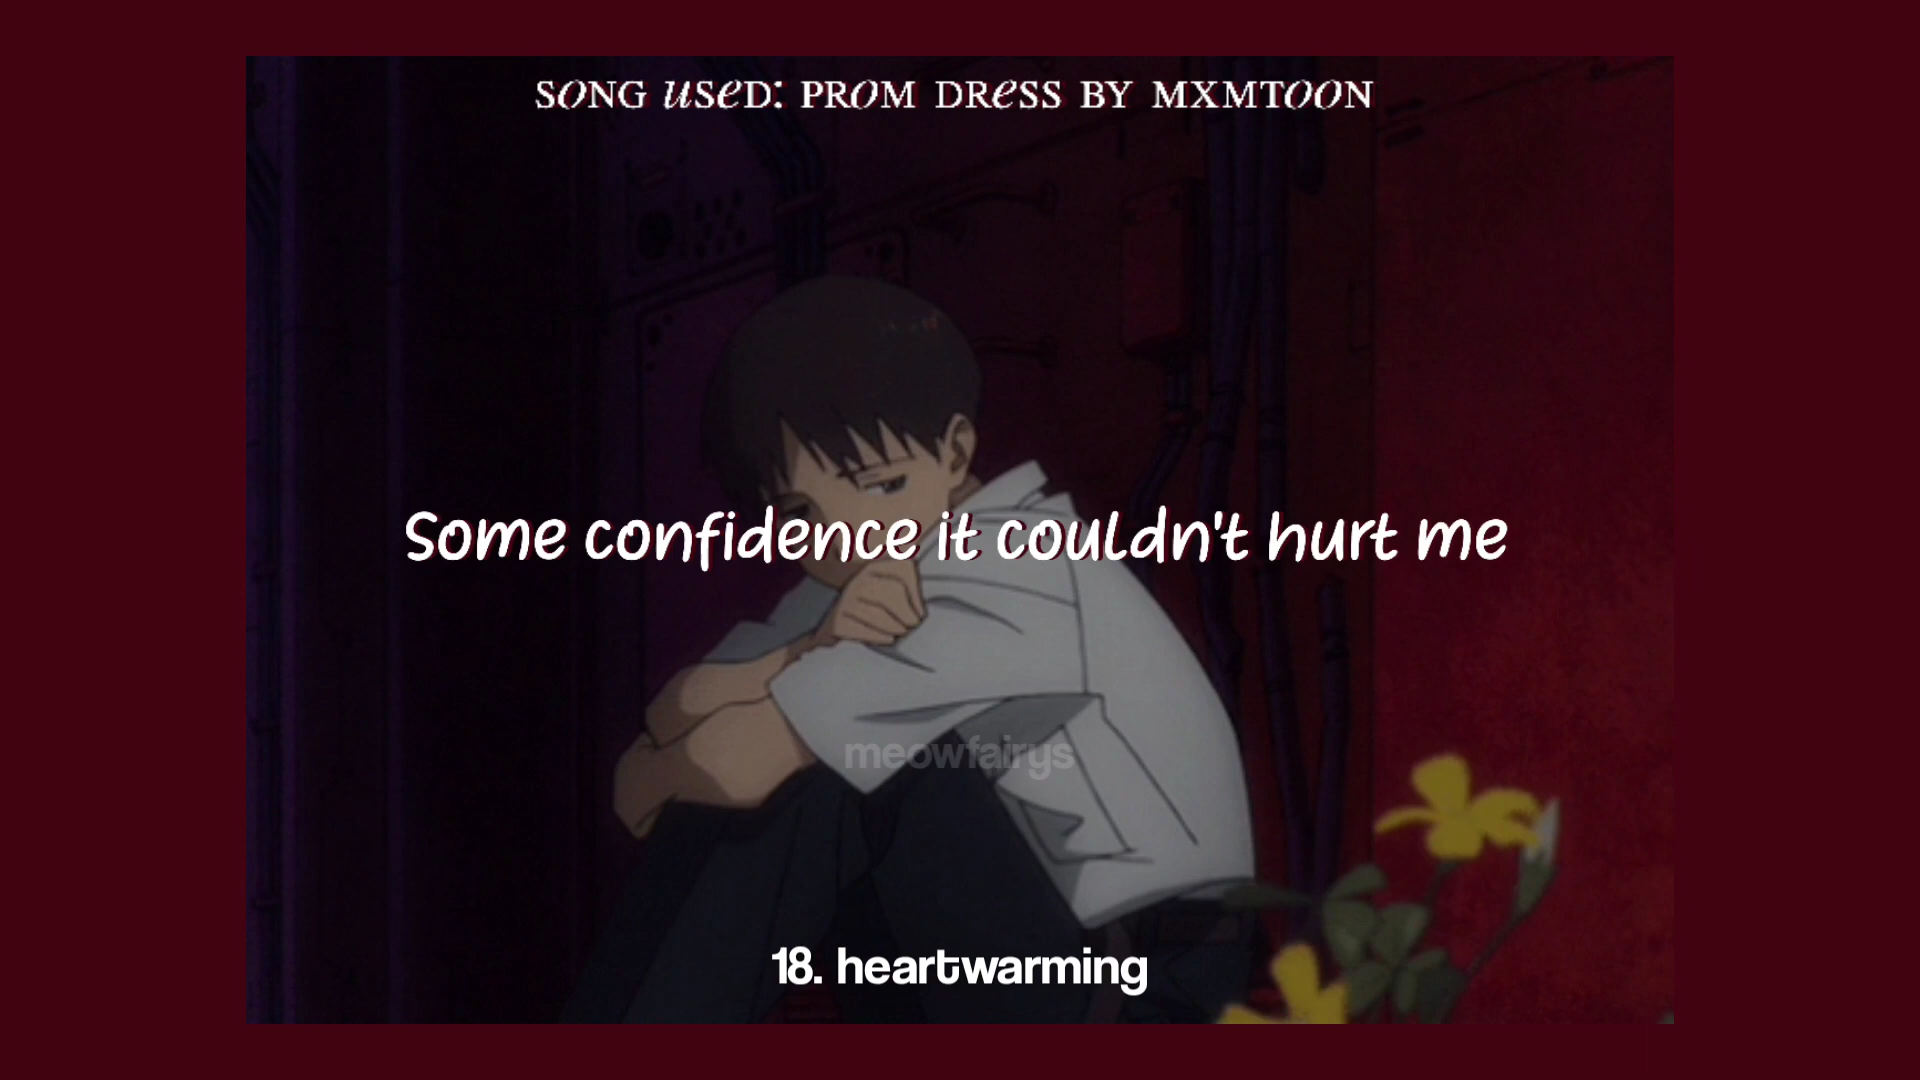 SONG USED: PROM DRESS BY MXMTOON
Some confidence it couldn't hurt me
meowfairys
18. heartwarming